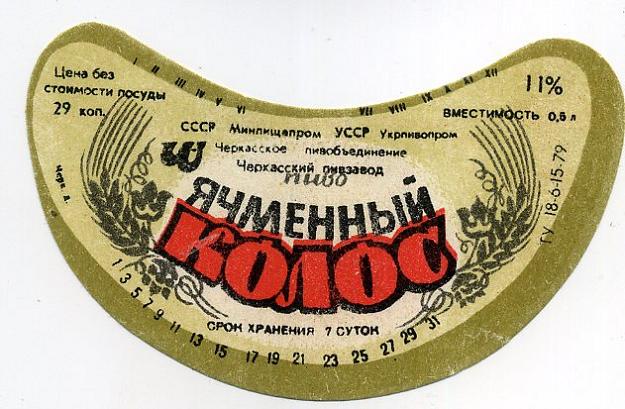 Цена без
стоимости посуды
29 коп.
I II III IV V VI VII VIII IX X XI XII
11%
ВМЕСТИМОСТЬ 0,5 л
СССР Минпищепром УССР Укрпивопром
Черкасское пивобъединение
Черкасский пивзавод
пиво
ЯЧМЕННЫЙ
КОЛОС
СРОК ХРАНЕНИЯ 7 СУТОК
1 3 5 7 9 11 13 15 17 19 21 23 25 27 29 31
ТУ 18-6-15-79